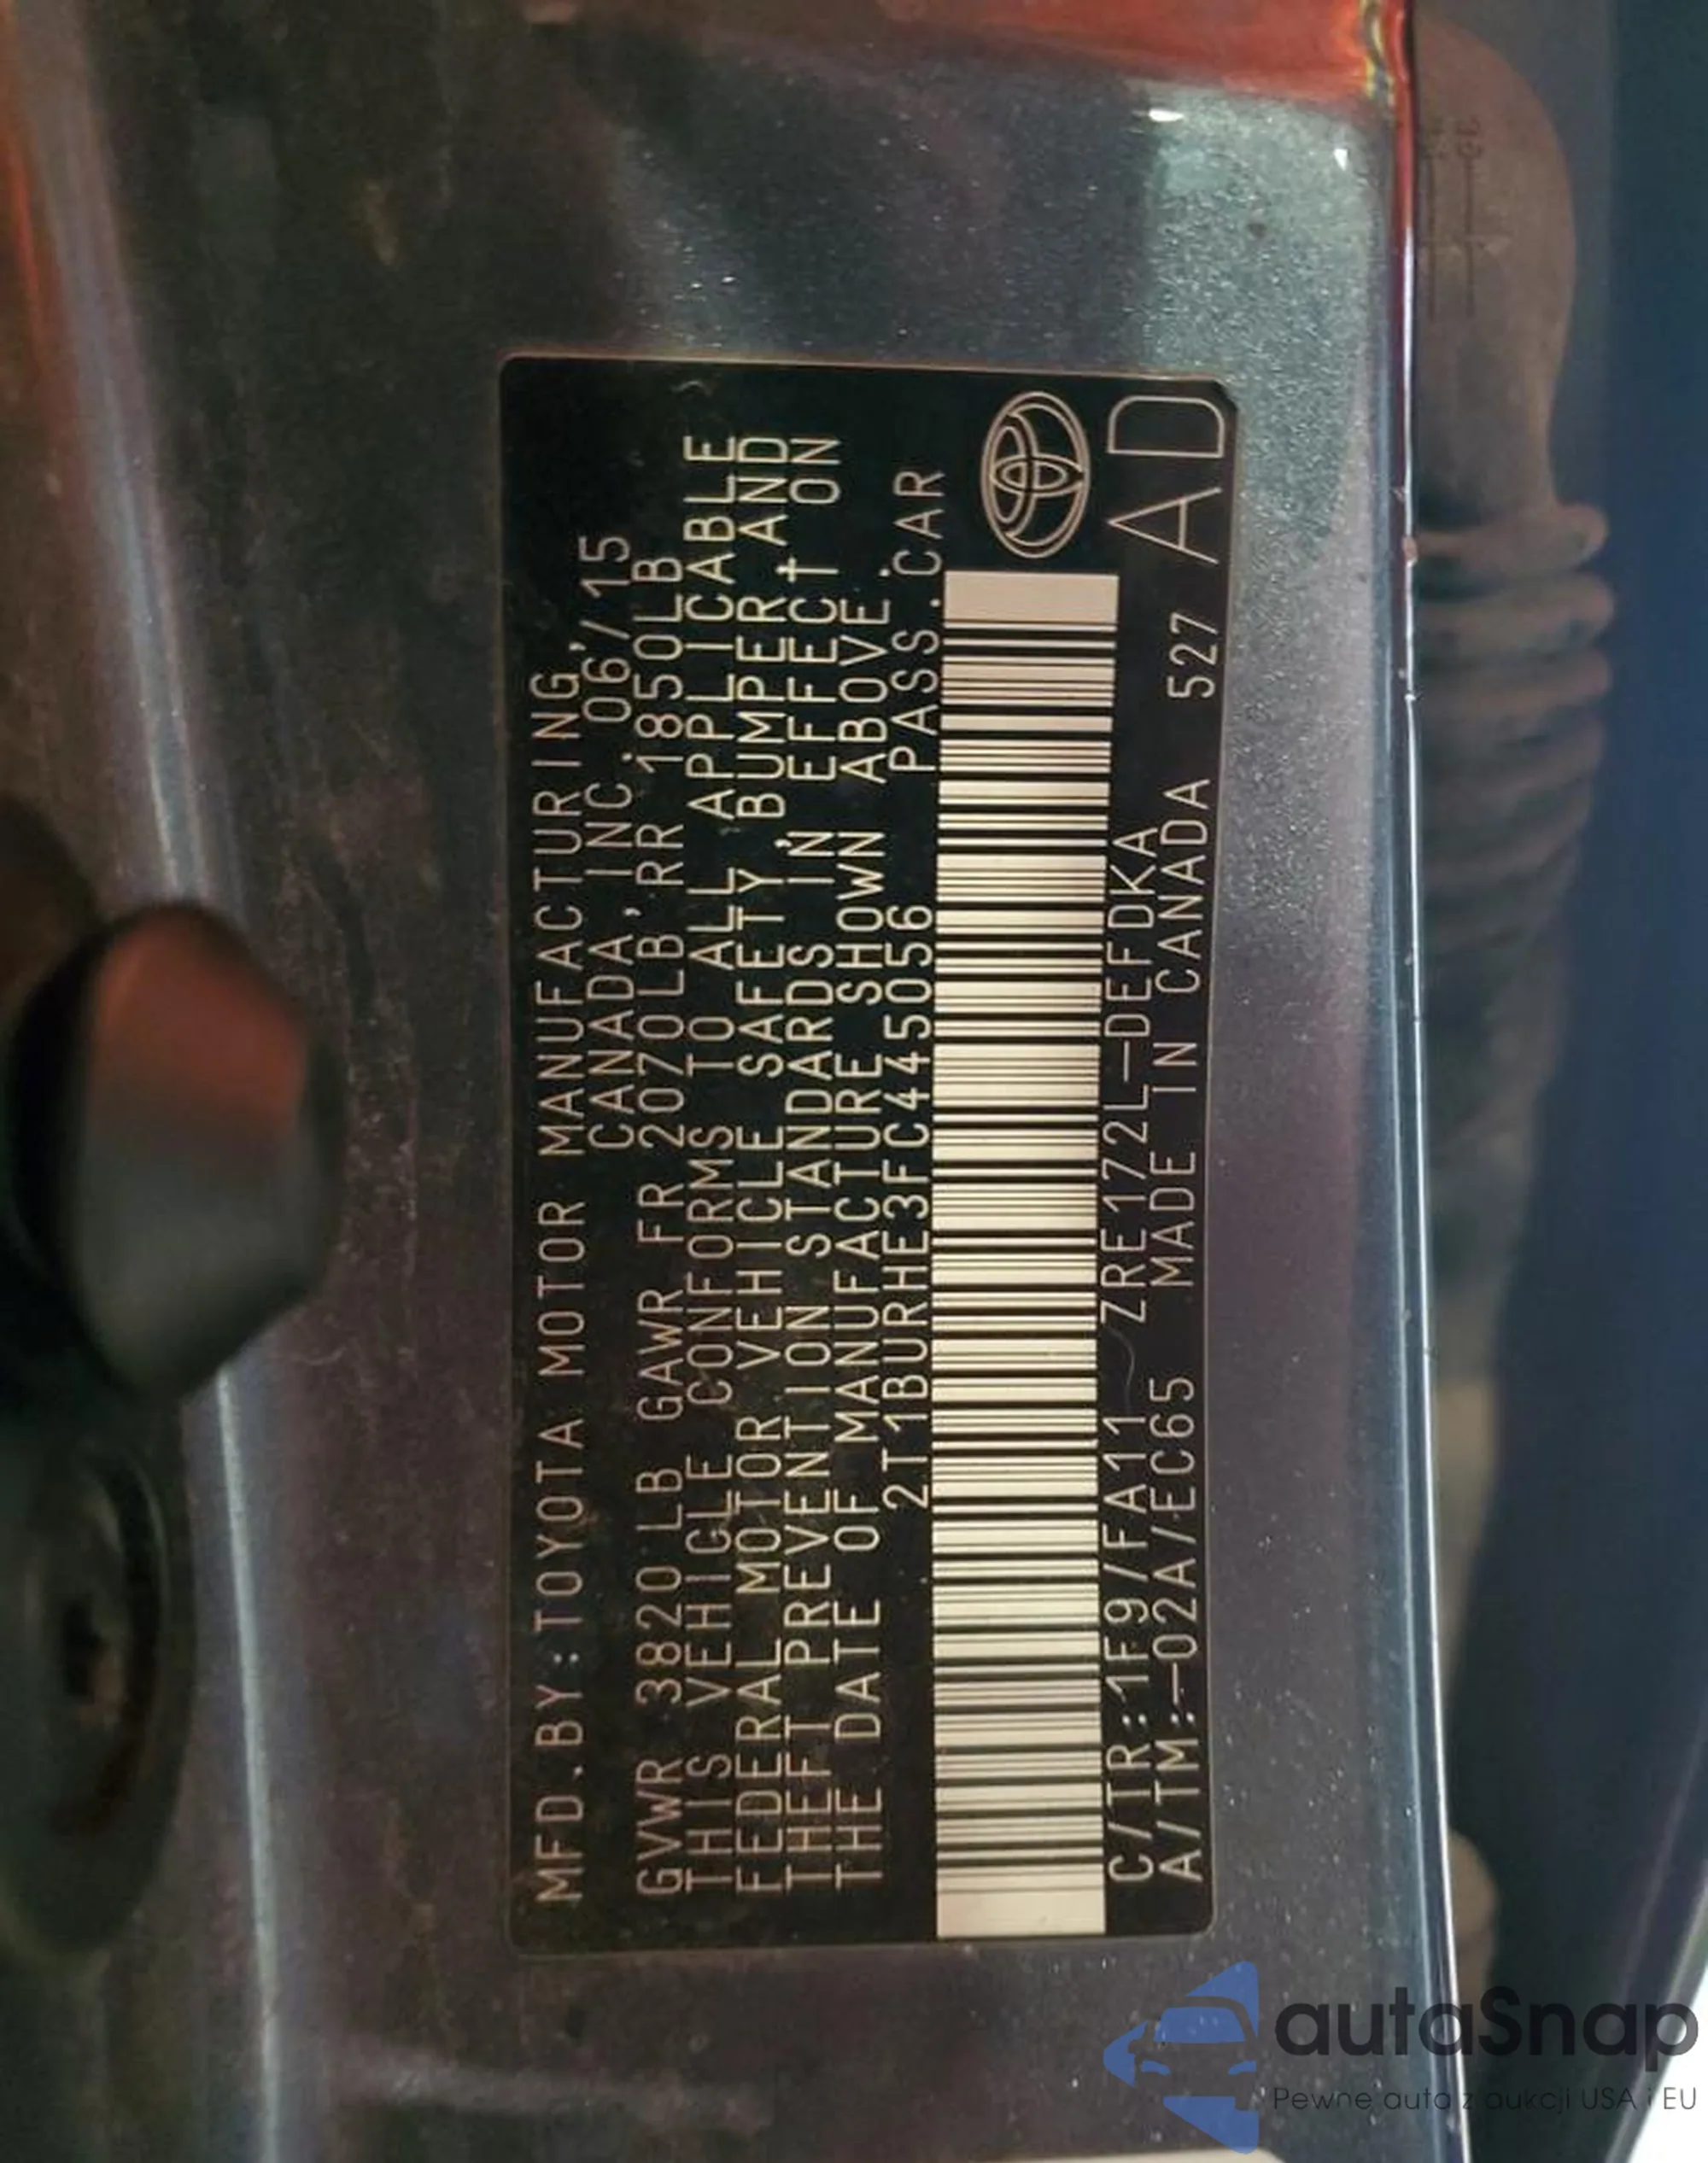 MFD.BY:TOYOTA MOTOR MANUFACTURING,
CANADA, INC. 06/15
GVWR 3820LB GAWR FR 2070LB,RR 1850LB
THIS VEHICLE CONFORMS TO ALL APPLICABLE
FEDERAL MOTOR VEHICLE SAFETY, BUMPER,AND
THEFT PREVENTION STANDARDS IN EFFECT ON
THE DATE OF MANUFACTURE SHOWN ABOVE.
2T1BURHE3FC445056 PASS.CAR
C/TR:1F9/FA11 ZRE172L-DEFDKA
A/TM:-02A/EC65 MADE IN CANADA 527 AD
autaSnap
Pewne auto z aukcji USA i EU